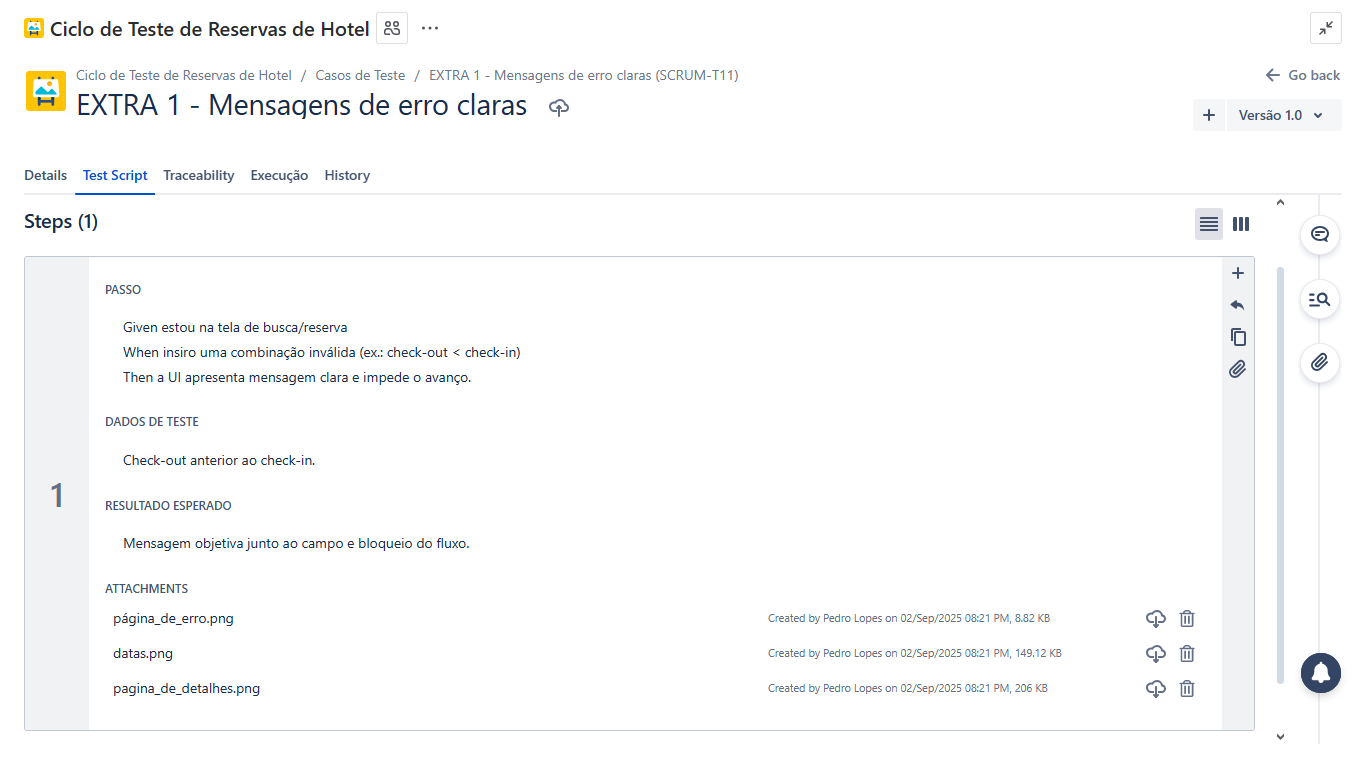 Ciclo de Teste de Reservas de Hotel
Ciclo de Teste de Reservas de Hotel / Casos de Teste / EXTRA 1 - Mensagens de erro claras (SCRUM-T11)
Go back
EXTRA 1 - Mensagens de erro claras
Versão 1.0
Details Test Script Traceability Execução History
Steps (1)
1
PASSO
Given estou na tela de busca/reserva
When insiro uma combinação inválida (ex.: check-out < check-in)
Then a UI apresenta mensagem clara e impede o avanço.
DADOS DE TESTE
Check-out anterior ao check-in.
RESULTADO ESPERADO
Mensagem objetiva junto ao campo e bloqueio do fluxo.
ATTACHMENTS
página_de_erro.png Created by Pedro Lopes on 02/Sep/2025 08:21 PM, 8.82 KB
datas.png Created by Pedro Lopes on 02/Sep/2025 08:21 PM, 149.12 KB
pagina_de_detalhes.png Created by Pedro Lopes on 02/Sep/2025 08:21 PM, 206 KB